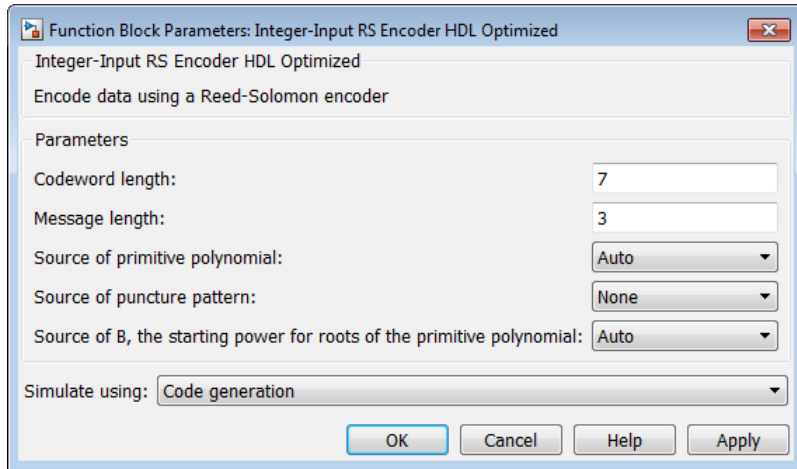 Function Block Parameters: Integer-Input RS Encoder HDL Optimized
Integer-Input RS Encoder HDL Optimized
Encode data using a Reed-Solomon encoder
Parameters
Codeword length: 7
Message length: 3
Source of primitive polynomial: Auto
Source of puncture pattern: None
Source of B, the starting power for roots of the primitive polynomial: Auto
Simulate using: Code generation
OK Cancel Help Apply